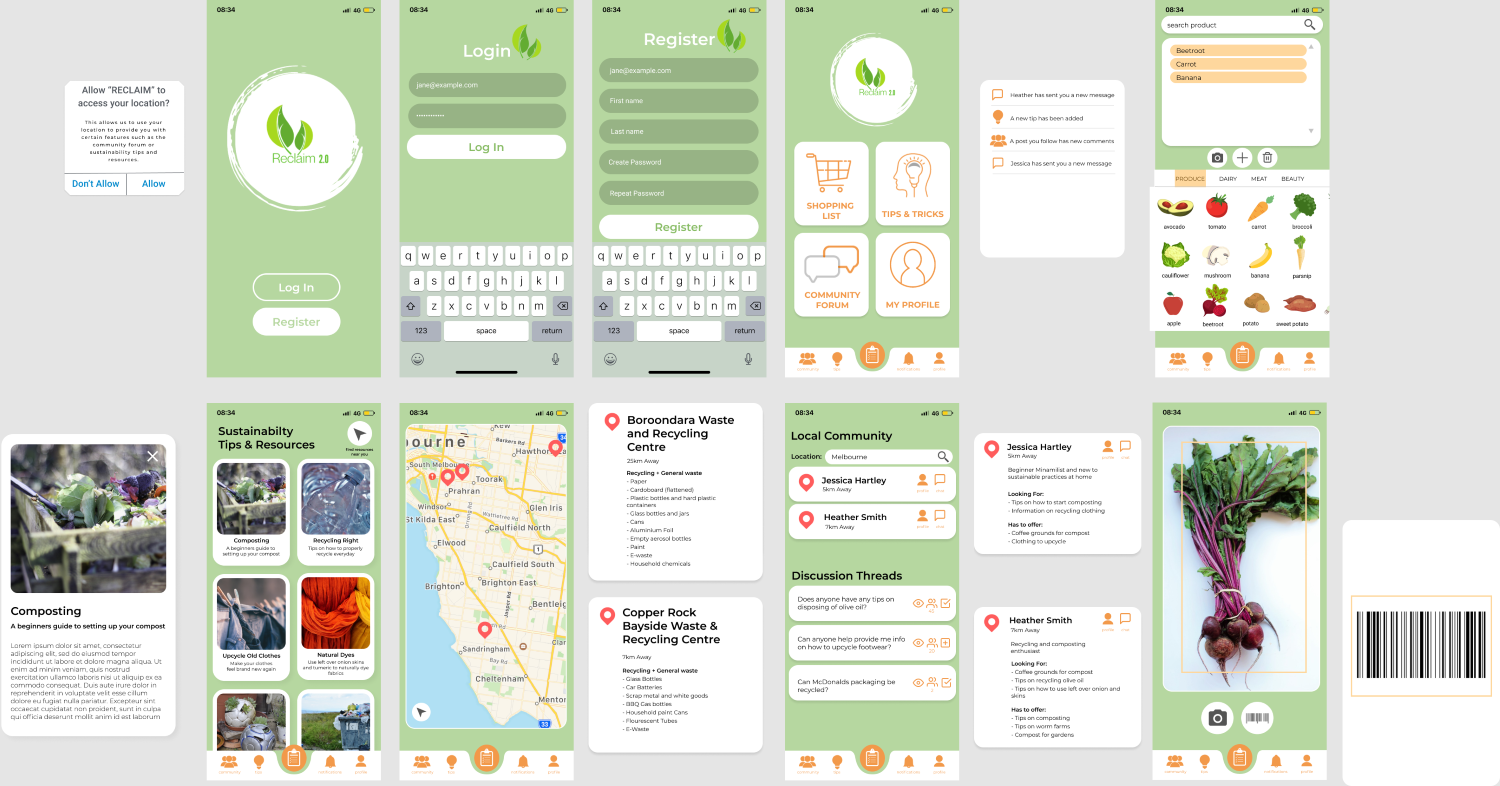 Allow “RECLAIM” to
access your location?
This allows us to use your
location to provide you with
certain features such as the
community forum or
sustainability tips and
resources.
Don't Allow
Allow
08:34
4G
Reclaim 2.0
Log In
Register
08:34
4G
Login
jane@example.com
Log In
q w e r t y u i o p
a s d f g h j k l
z x c v b n m
123 space return
08:34
4G
Register
jane@example.com
First name
Last name
Create Password
Repeat Password
Register
q w e r t y u i o p
a s d f g h j k l
z x c v b n m
123 space return
08:34
4G
Reclaim 2.0
SHOPPING
LIST
TIPS & TRICKS
COMMUNITY
FORUM
MY PROFILE
community tips notifications profile
Heather has sent you a new message
A new tip has been added
A post you follow has new comments
Jessica has sent you a new message
08:34
4G
search product
Beetroot
Carrot
Banana
PRODUCE DAIRY MEAT BEAUTY
avocado tomato carrot broccoli
cauliflower mushroom banana parsnip
apple beetroot potato sweet potato
community tips notifications profile
Composting
A beginners guide to setting up your compost
Lorem ipsum dolor sit amet, consectetur
adipiscing elit, sed do eiusmod tempor
incididunt ut labore et dolore magna aliqua. Ut
enim ad minim veniam, quis nostrud
exercitation ullamco laboris nisi ut aliquip ex ea
commodo consequat. Duis aute irure dolor in
reprehenderit in voluptate velit esse cillum
dolore eu fugiat nulla pariatur. Excepteur sint
occaecat cupidatat non proident, sunt in culpa
qui officia deserunt mollit anim id est laborum
08:34
4G
Sustainabilty
Tips & Resources
Find resources
near you
Composting
A beginners guide to
setting up your compost
Recycling Right
Tips on how to properly
recycle everyday
Upcycle Old Clothes
Make your clothes
feel brand new again
Natural Dyes
Use left over onion skins
and turmeric to naturally dye
fabrics
community tips notifications profile
08:34
4G
bourne
Kew
Barkers Rd
Hawthorn
South Melbourne
Toorak
Prahran
Windsor
Glen Iris
St Kilda East
Wattletree Rd
Caulfield North
Elwood
1
Caulfield South
Brighton
Brighton East
Jasper Rd
Bentleig
Clar
Sandringham
Bay Rd
Cheltenham
Mentor
33
community tips notifications profile
Boroondara Waste
and Recycling
Centre
25km Away
Recycling + General waste
- Paper
- Cardoboard (flattened)
- Plastic bottles and hard plastic
containers
- Glass bottles and jars
- Cans
- Aluminium Foil
- Empty aerosol bottles
- Paint
- E-waste
- Household chemicals
Copper Rock
Bayside Waste &
Recycling Centre
7km Away
Recycling + General waste
- Glass Bottles
- Car Batteries
- Scrap metal and white goods
- BBQ Gas bottles
- Household paint Cans
- Flourescent Tubes
- E-Waste
08:34
4G
Local Community
Location: Melbourne
Jessica Hartley
5km Away
profile chat
Heather Smith
7km Away
profile chat
Discussion Threads
Does anyone have any tips on
disposing of olive oil?
Can anyone help provide me info
on how to upcycle footwear?
Can McDonalds packaging be
recycled?
community tips notifications profile
Jessica Hartley
5km Away
profile chat
Beginner Minamilist and new to
sustainable practices at home
Looking For:
- Tips on how to start composting
- Information on recycling clothing
Has to offer:
- Coffee grounds for compost
- Clothing to upcycle
Heather Smith
7km Away
profile chat
Recycling and composting
enthusiast
Looking For:
- Coffee grounds for compost
- Tips on recycling olive oil
- Tips on how to use left over onion and
skins
Has to offer:
- Tips on composting
- Tips on worm farms
- Compost for gardens
08:34
4G
community tips notifications profile